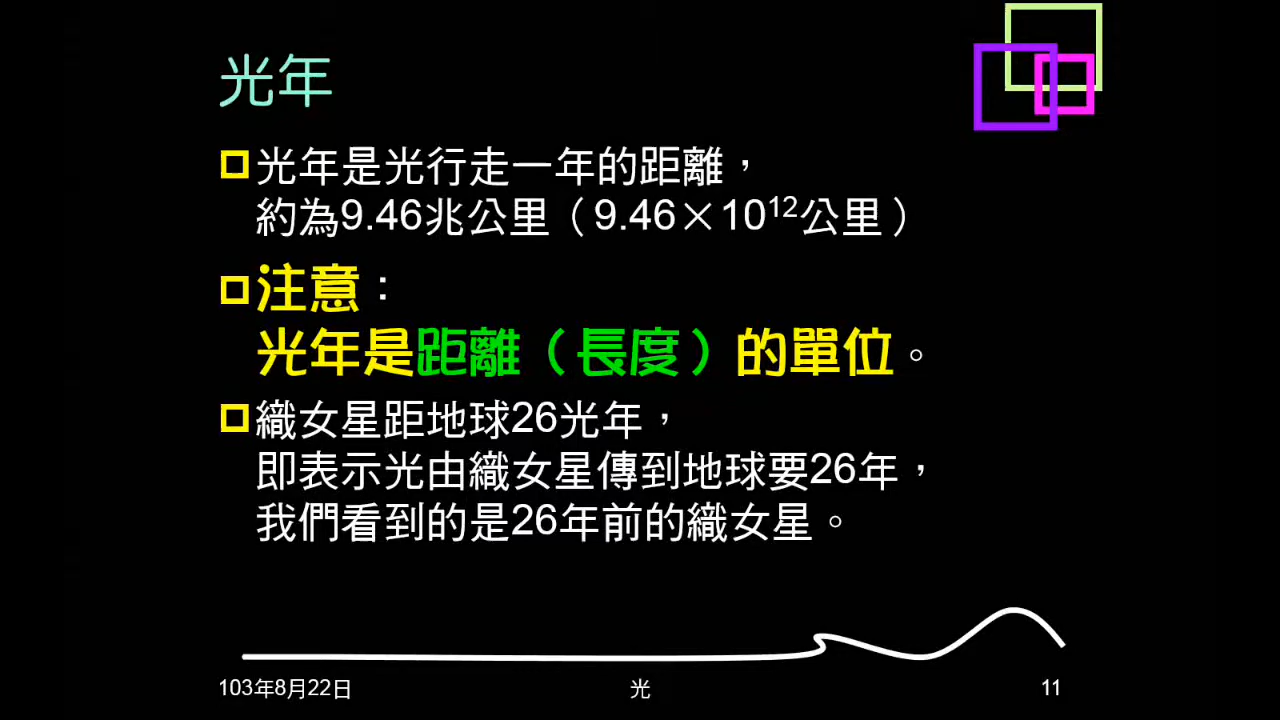 光年
光年是光行走一年的距離，
約為9.46兆公里（9.46×10¹²公里）
注意：
光年是距離（長度）的單位。
織女星距地球26光年，
即表示光由織女星傳到地球要26年，
我們看到的是26年前的織女星。
103年8月22日 光 11